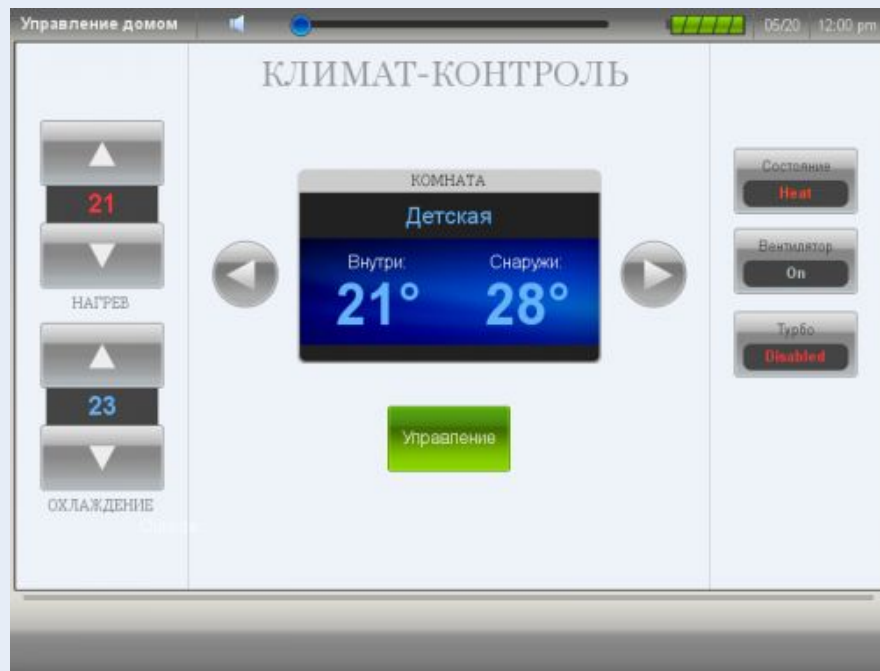 Управление домом
05/20
12:00 pm
КЛИМАТ-КОНТРОЛЬ
21
НАГРЕВ
23
ОХЛАЖДЕНИЕ
КОМНАТА
Детская
Внутри: Снаружи:
21° 28°
Управление
Состояние
Heat
Вентилятор
On
Турбо
Disabled